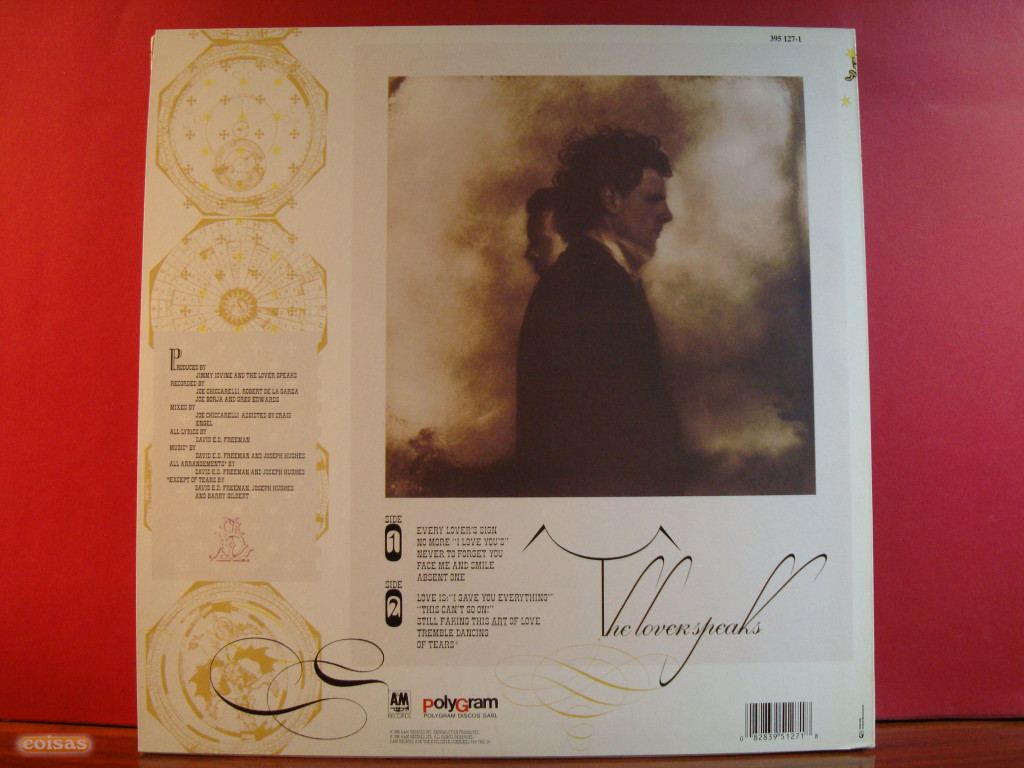 395 127-1
PRODUCED BY
JIMMY IOVINE AND THE LOVER SPEAKS
RECORDED BY
JOE CHICCARELLI, ROBERT DE LA GARZA
JOE BORJA AND GREG EDWARDS
MIXED BY
JOE CHICCARELLI ASSISTED BY CRAIG
ENGEL
ALL LYRICS BY
DAVID E.D. FREEMAN
MUSIC* BY
DAVID E.D. FREEMAN AND JOSEPH HUGHES
ALL ARRANGEMENTS* BY
DAVID E.D. FREEMAN AND JOSEPH HUGHES
*EXCEPT OF TEARS BY
DAVID E.D. FREEMAN, JOSEPH HUGHES
AND BARRY GILBERT
SIDE
1
EVERY LOVER'S SIGN
NO MORE "I LOVE YOU'S"
NEVER TO FORGET YOU
FACE ME AND SMILE
ABSENT ONE
SIDE
2
LOVE IS: "I GAVE YOU EVERYTHING"
"THIS CAN'T GO ON!"
STILL FAKING THIS ART OF LOVE
TREMBLE DANCING
OF TEARS*
The lover speaks
A&M
RECORDS
PolyGram
POLYGRAM DISCOS SARL
0 82839 51271 8
coisas